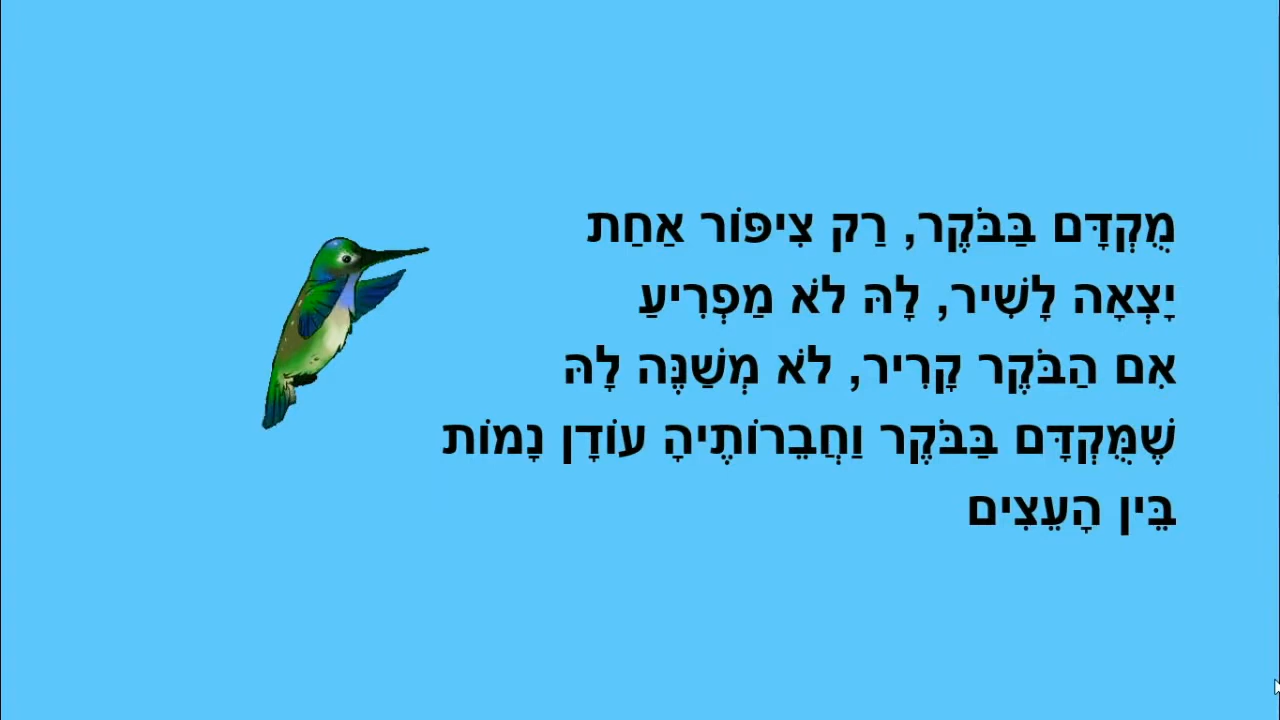 מֻקְדָּם בַּבֹּקֶר, רַק צִיפּוֹר אַחַת
יָצְאָה לָשִׁיר, לָהּ לֹא מַפְרִיעַ
אִם הַבֹּקֶר קָרִיר, לֹא מְשַׁנֶּה לָהּ
שֶׁמֻּקְדָּם בַּבֹּקֶר וַחֲבֵרוֹתֶיהָ עוֹדָן נָמוֹת
בֵּין הָעֵצִים